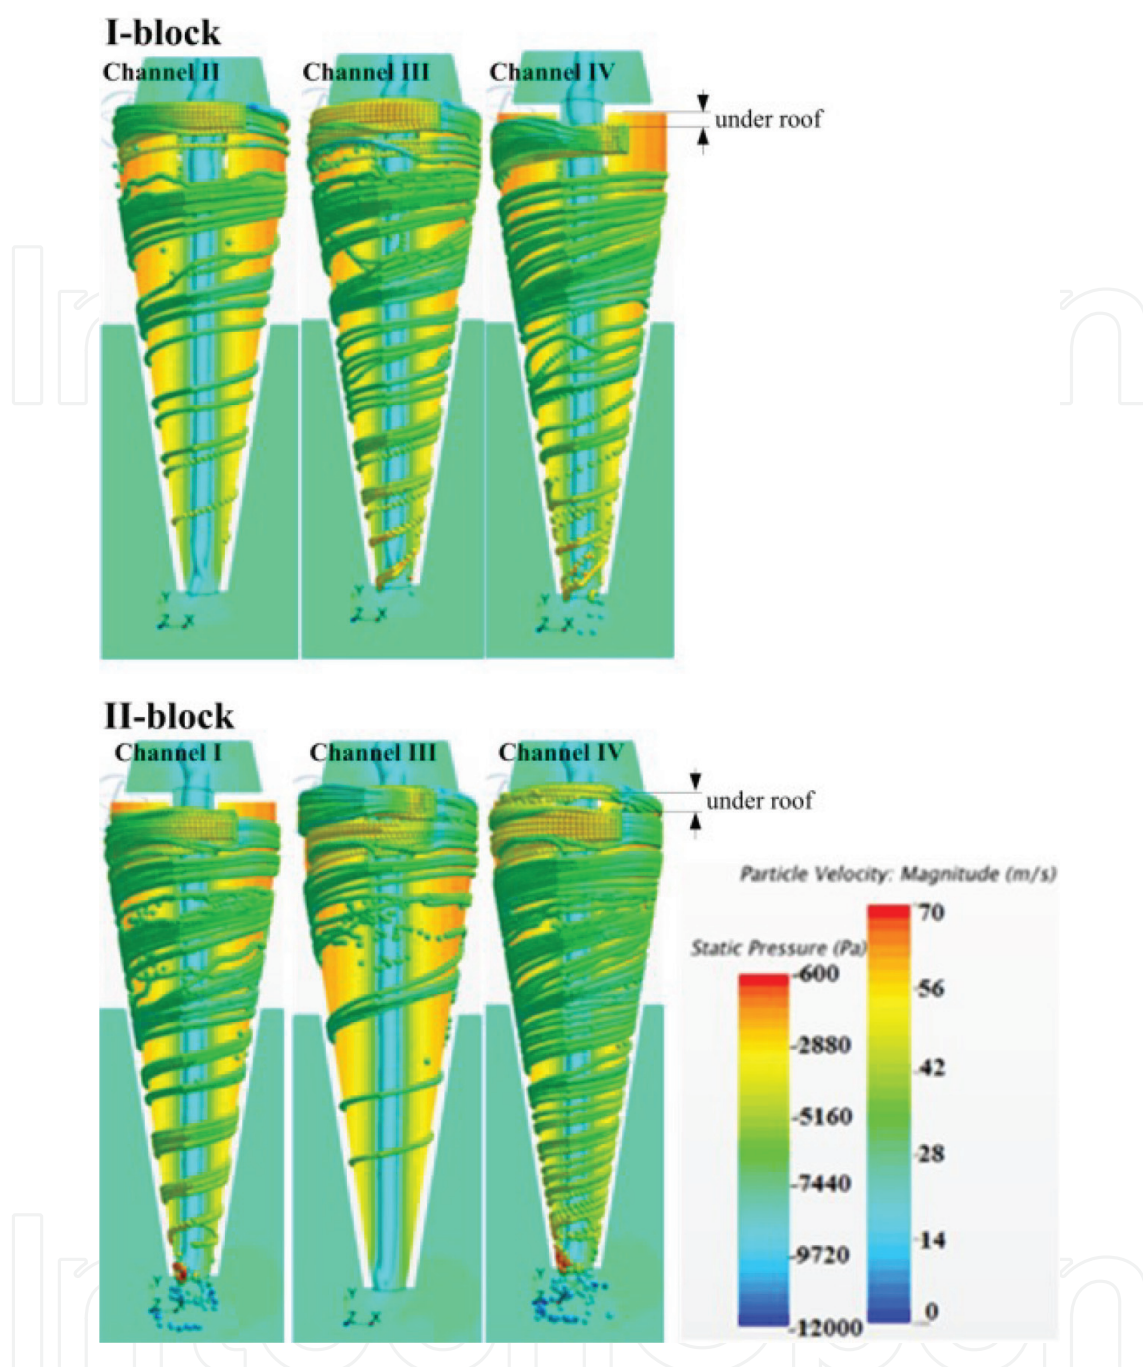 I-block
Channel II
Channel III
Channel IV
under roof
Y
Z X
Y
Z X
Y
Z X
II-block
Channel I
Channel III
Channel IV
under roof
Particle Velocity: Magnitude (m/s)
Static Pressure (Pa)
70
-600
-56
-2880
-42
-5160
-28
-7440
-14
-9720
0
-12000
Y
Z X
Y
Z X
Y
Z X